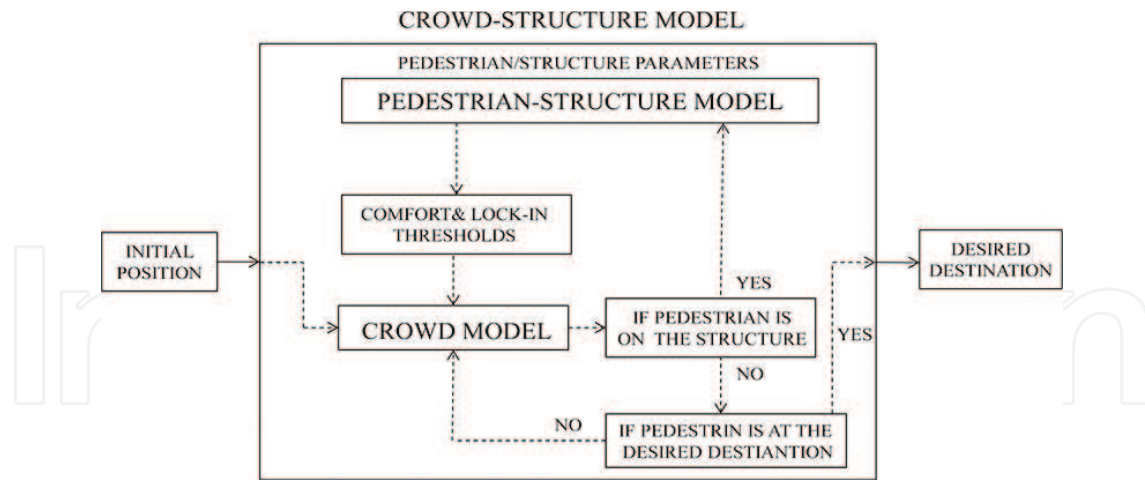 CROWD-STRUCTURE MODEL
PEDESTRIAN/STRUCTURE PARAMETERS
PEDESTRIAN-STRUCTURE MODEL
COMFORT& LOCK-IN
THRESHOLDS
INITIAL
POSITION
DESIRED
DESTINATION
YES
CROWD MODEL
IF PEDESTRIAN IS
ON THE STRUCTURE
YES
NO
NO
IF PEDESTRIN IS AT THE
DESIRED DESTIANTION